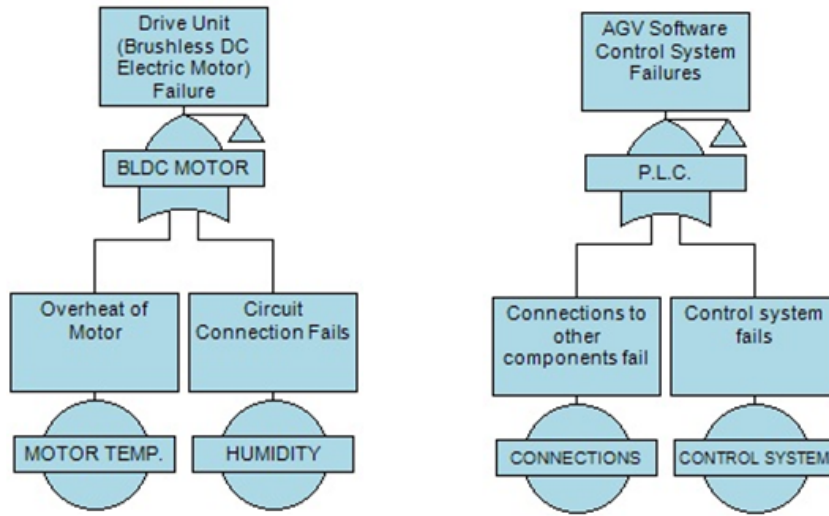 Drive Unit
(Brushless DC
Electric Motor)
Failure
BLDC MOTOR
Overheat of
Motor
Circuit
Connection Fails
MOTOR TEMP.
HUMIDITY
AGV Software
Control System
Failures
P.L.C.
Connections to
other
components fail
Control system
fails
CONNECTIONS
CONTROL SYSTEM